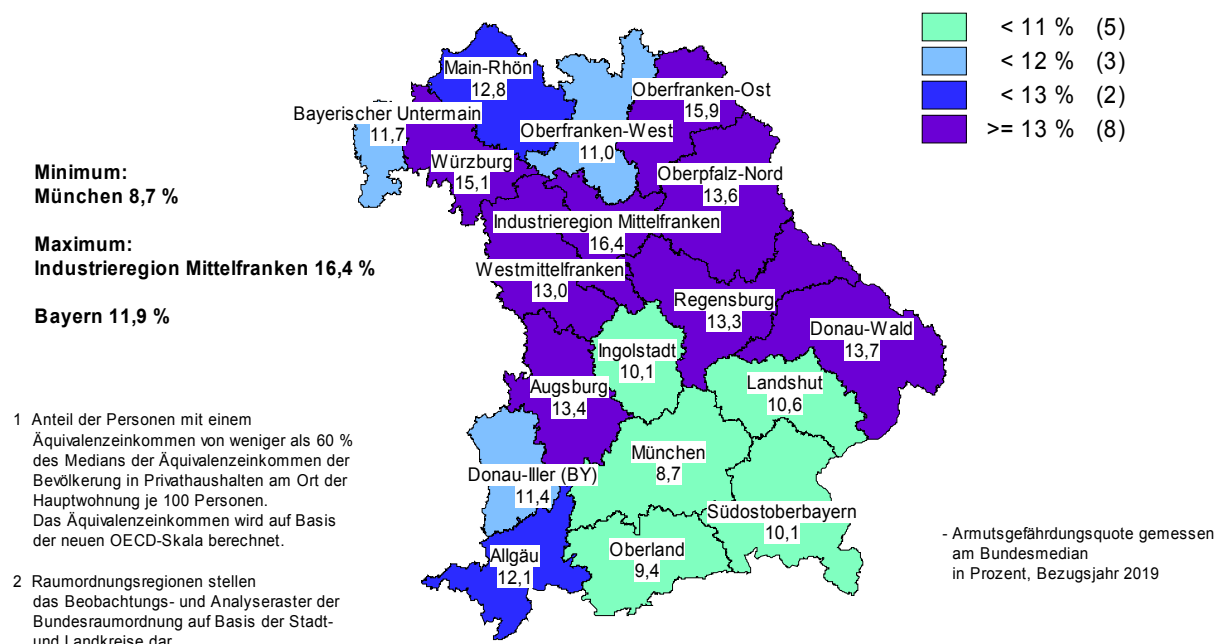 < 11 % (5)
< 12 % (3)
< 13 % (2)
>= 13 % (8)
Main-Rhön
12,8
Oberfranken-Ost
15,9
Bayerischer Untermain
11,7
Oberfranken-West
11,0
Würzburg
15,1
Oberpfalz-Nord
13,6
Industrieregion Mittelfranken
16,4
Westmittelfranken
13,0
Regensburg
13,3
Donau-Wald
13,7
Ingolstadt
10,1
Landshut
10,6
Augsburg
13,4
München
8,7
Donau-Iller (BY)
11,4
Südostoberbayern
10,1
Oberland
9,4
Allgäu
12,1
Minimum:
München 8,7 %
Maximum:
Industrieregion Mittelfranken 16,4 %
Bayern 11,9 %
1 Anteil der Personen mit einem
Äquivalenzeinkommen von weniger als 60 %
des Medians der Äquivalenzeinkommen der
Bevölkerung in Privathaushalten am Ort der
Hauptwohnung je 100 Personen.
Das Äquivalenzeinkommen wird auf Basis
der neuen OECD-Skala berechnet.
2 Raumordnungsregionen stellen
das Beobachtungs- und Analyseraster der
Bundesraumordnung auf Basis der Stadt-
und Landkreise dar.
- Armutsgefährdungsquote gemessen
am Bundesmedian
in Prozent, Bezugsjahr 2019